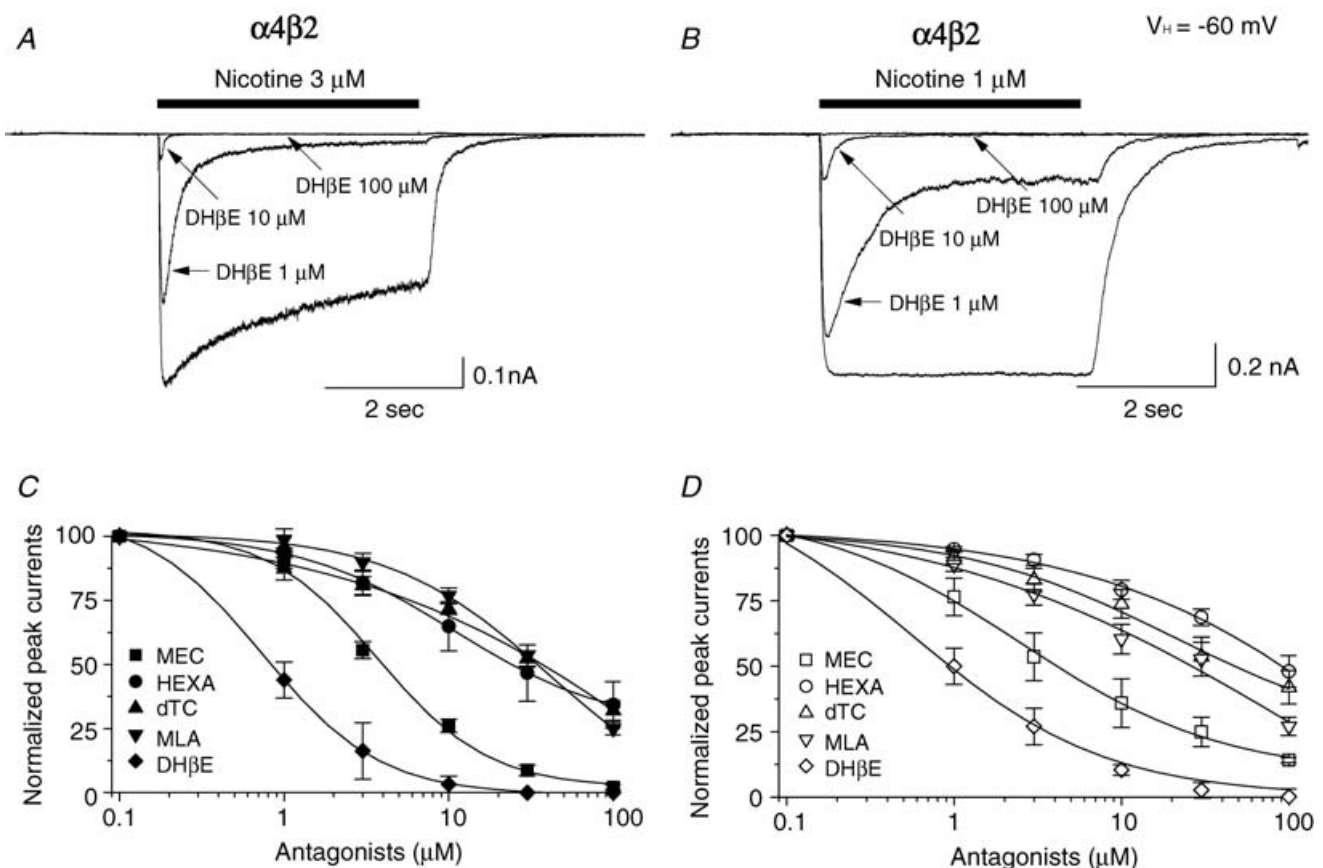 A
α4β2
Nicotine 3 μM
DHβE 100 μM
DHβE 10 μM
DHβE 1 μM
0.1nA
2 sec
B
α4β2
VH = -60 mV
Nicotine 1 μM
DHβE 100 μM
DHβE 10 μM
DHβE 1 μM
0.2 nA
2 sec
C
Normalized peak currents
100
75
50
25
0
MEC
HEXA
dTC
MLA
DHβE
0.1
1
10
100
Antagonists (μM)
D
Normalized peak currents
100
75
50
25
0
MEC
HEXA
dTC
MLA
DHβE
0.1
1
10
100
Antagonists (μM)